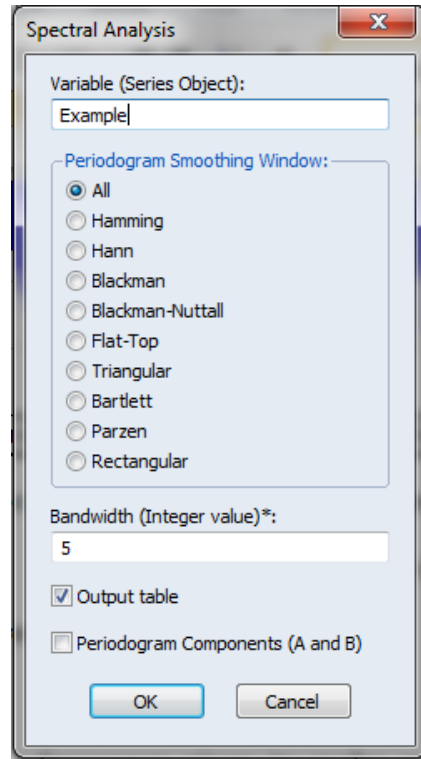 Spectral Analysis
Variable (Series Object):
Example
Periodogram Smoothing Window:
All
Hamming
Hann
Blackman
Blackman-Nuttall
Flat-Top
Triangular
Bartlett
Parzen
Rectangular
Bandwidth (Integer value)*:
5
Output table
Periodogram Components (A and B)
OK Cancel